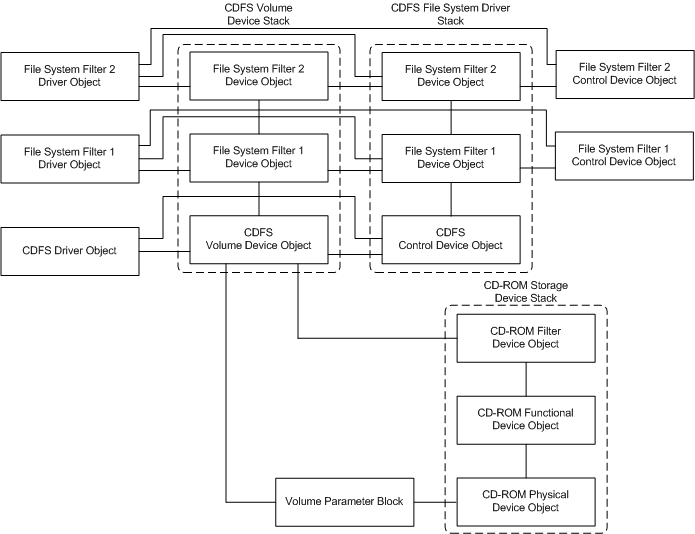 CDFS Volume
Device Stack
CDFS File System Driver
Stack
File System Filter 2
Driver Object
File System Filter 2
Device Object
File System Filter 2
Device Object
File System Filter 2
Control Device Object
File System Filter 1
Driver Object
File System Filter 1
Device Object
File System Filter 1
Device Object
File System Filter 1
Control Device Object
CDFS Driver Object
CDFS
Volume Device Object
CDFS
Control Device Object
CD-ROM Storage
Device Stack
CD-ROM Filter
Device Object
CD-ROM Functional
Device Object
Volume Parameter Block
CD-ROM Physical
Device Object